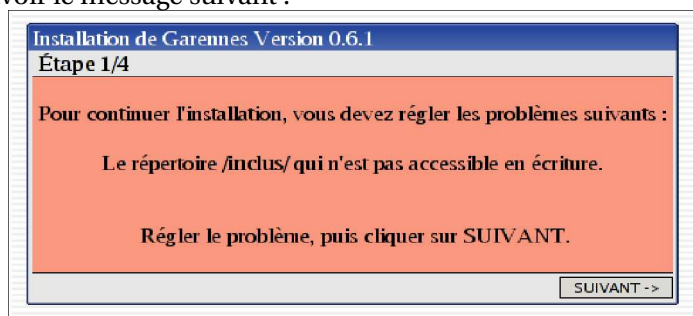 voir le message suivant :
Installation de Garennes Version 0.6.1
Étape 1/4
Pour continuer l'installation, vous devez régler les problèmes suivants :
Le répertoire /inclus/ qui n'est pas accessible en écriture.
Régler le problème, puis cliquer sur SUIVANT.
SUIVANT ->